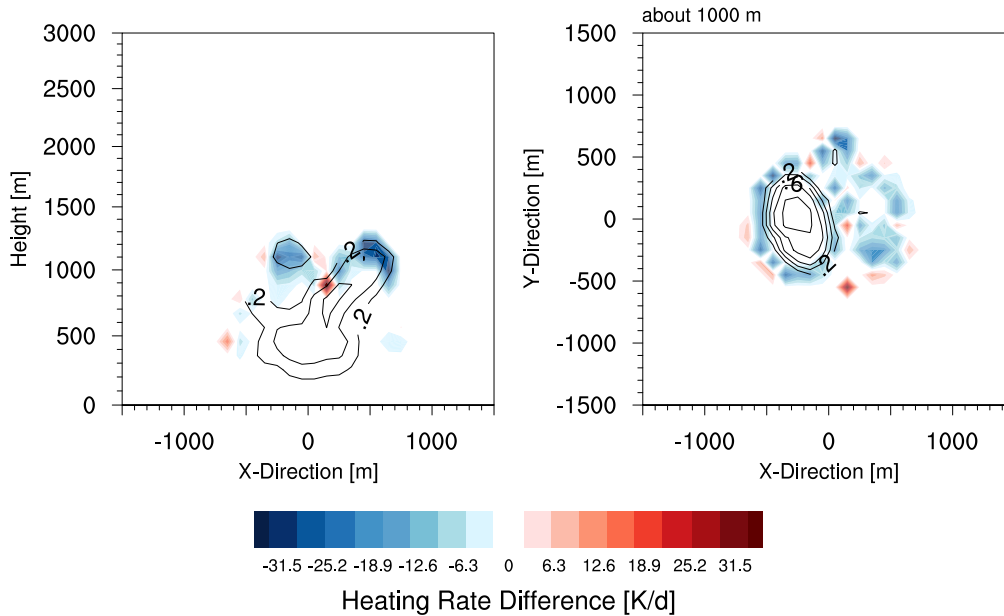 about 1000 m
3000
2500
2000
1500
1000
500
0
Height [m]
-1000 0 1000
X-Direction [m]
.2
.2
.2
1500
1000
500
0
-500
-1000
-1500
Y-Direction [m]
-1000 0 1000
X-Direction [m]
.2
.6
.2
-31.5 -25.2 -18.9 -12.6 -6.3 0 6.3 12.6 18.9 25.2 31.5
Heating Rate Difference [K/d]